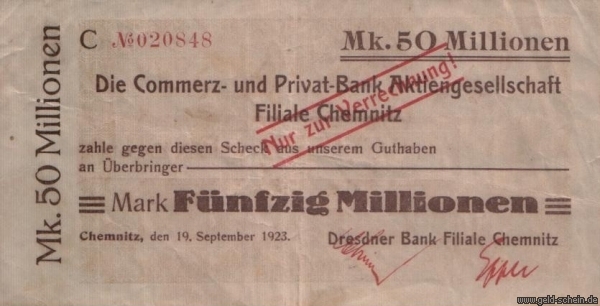 C №020848
Mk. 50 Millionen
Mk. 50 Millionen
Die Commerz- und Privat-Bank Aktiengesellschaft
Filiale Chemnitz
Nur zur Verrechnung!
zahle gegen diesen Scheck aus unserem Guthaben
an Überbringer
Mark Fünfzig Millionen
Chemnitz, den 19. September 1923.
Dresdner Bank Filiale Chemnitz
www.geld-schein.de